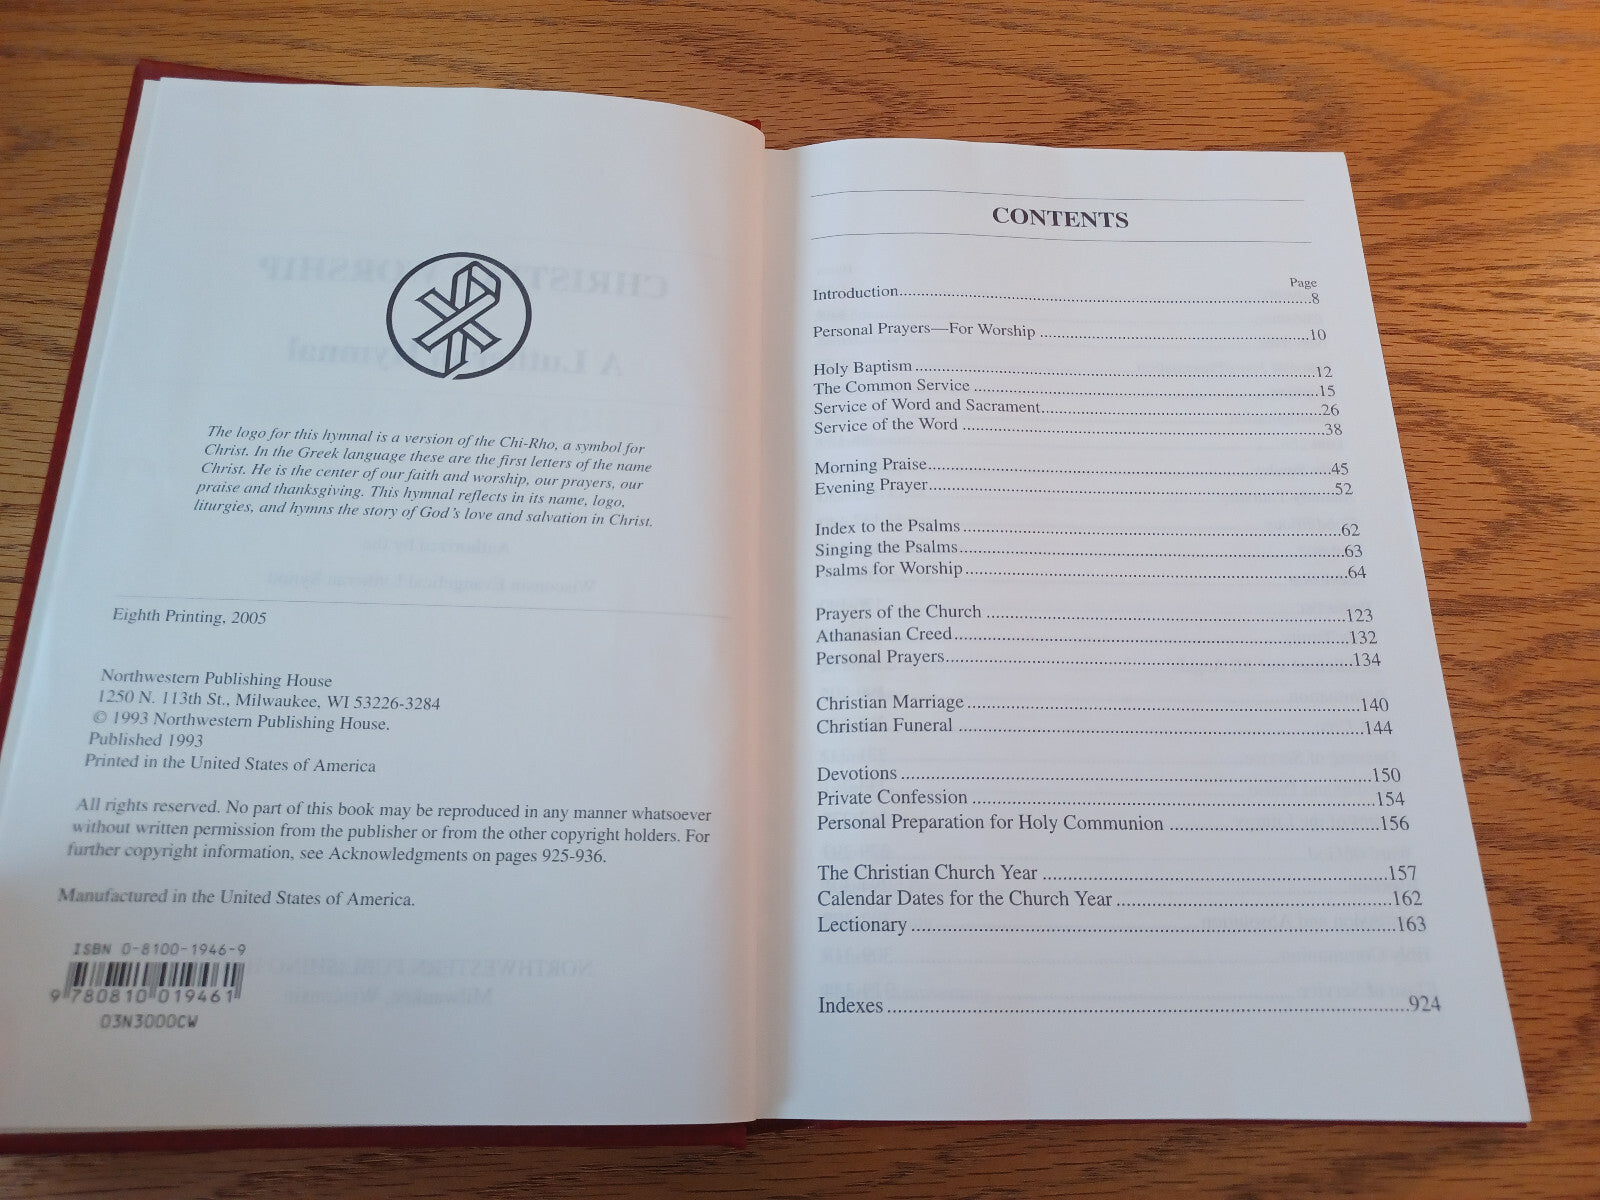 The logo for this hymnal is a version of the Chi-Rho, a symbol for
Christ. In the Greek language these are the first letters of the name
Christ. He is the center of our faith and worship, our prayers, our
praise and thanksgiving. This hymnal reflects in its name, logo,
liturgies, and hymns the story of God's love and salvation in Christ.
Eighth Printing, 2005
Northwestern Publishing House
1250 N. 113th St., Milwaukee, WI 53226-3284
© 1993 Northwestern Publishing House.
Published 1993
Printed in the United States of America
All rights reserved. No part of this book may be reproduced in any manner whatsoever
without written permission from the publisher or from the other copyright holders. For
further copyright information, see Acknowledgments on pages 925-936.
Manufactured in the United States of America.
ISBN 0-8100-1946-9
9 780810 019461
03N3000CW
CONTENTS
Page
Introduction 8
Personal Prayers—For Worship 10
Holy Baptism 12
The Common Service 15
Service of Word and Sacrament 26
Service of the Word 38
Morning Praise 45
Evening Prayer 52
Index to the Psalms 62
Singing the Psalms 63
Psalms for Worship 64
Prayers of the Church 123
Athanasian Creed 132
Personal Prayers 134
Christian Marriage 140
Christian Funeral 144
Devotions 150
Private Confession 154
Personal Preparation for Holy Communion 156
The Christian Church Year 157
Calendar Dates for the Church Year 162
Lectionary 163
Indexes 924